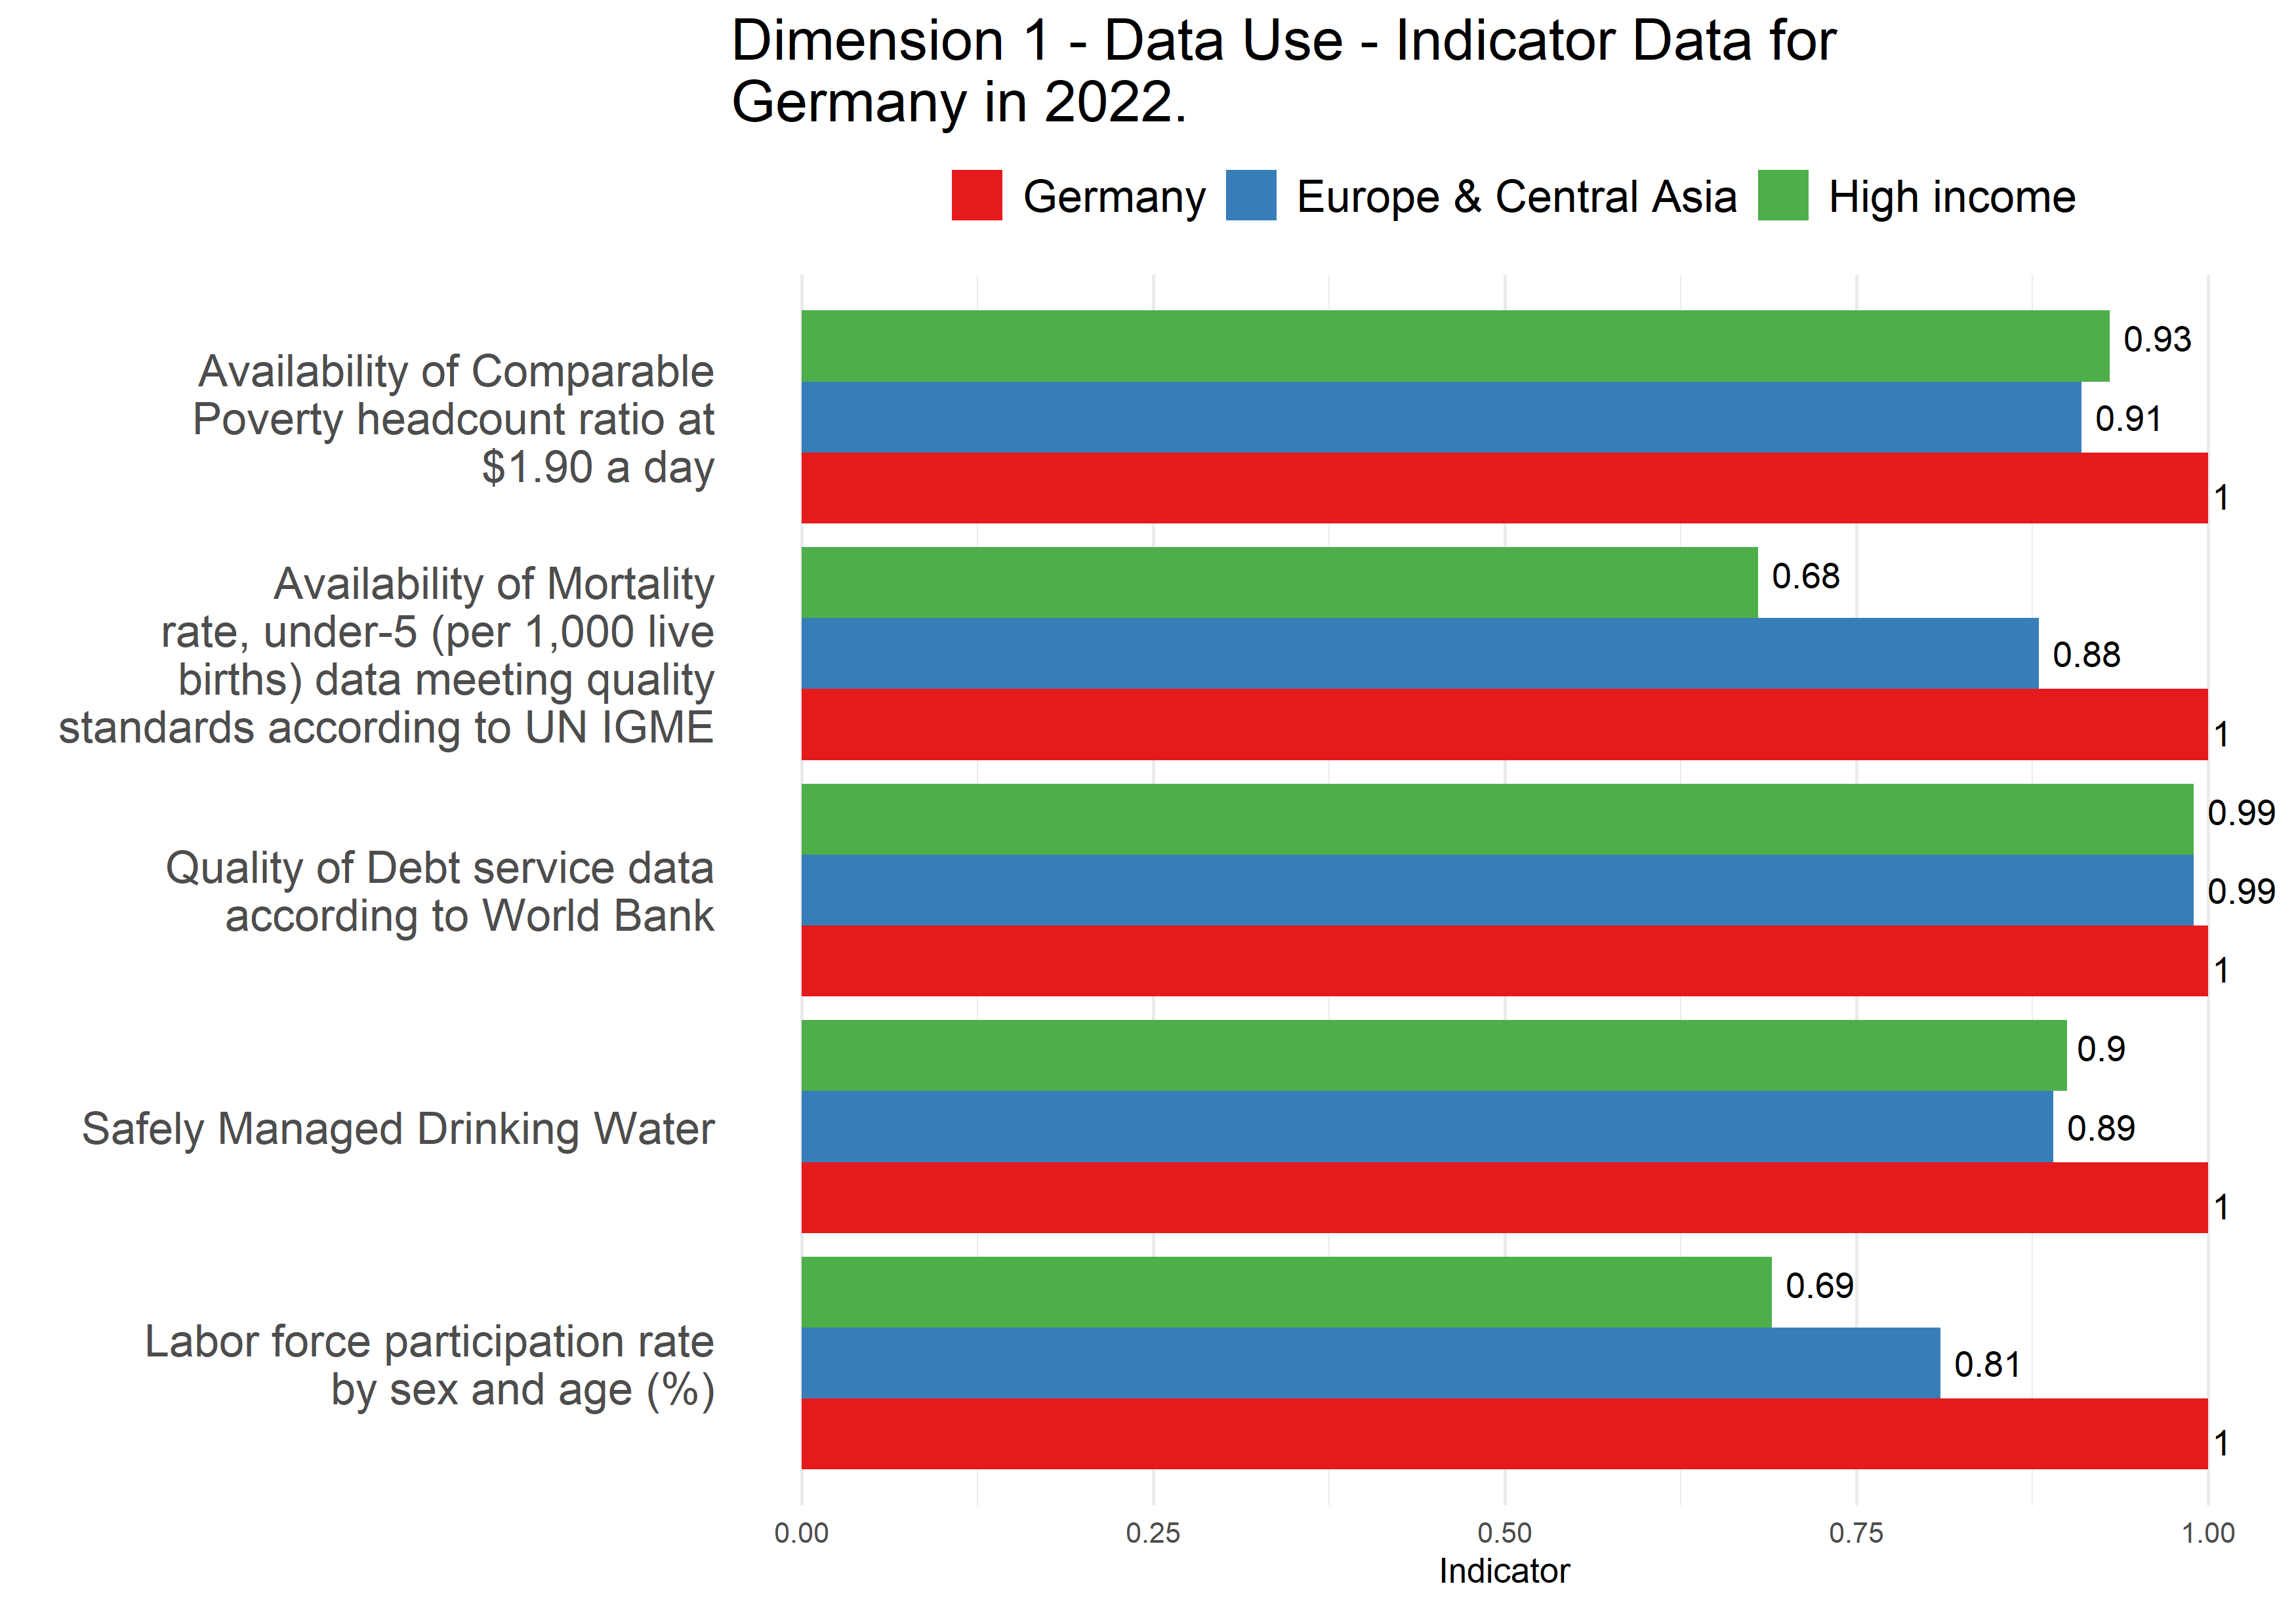 Dimension 1 - Data Use - Indicator Data for
Germany in 2022.
Germany
Europe & Central Asia
High income
Availability of Comparable
Poverty headcount ratio at
$1.90 a day
0.93
0.91
1
Availability of Mortality
rate, under-5 (per 1,000 live
births) data meeting quality
standards according to UN IGME
0.68
0.88
1
Quality of Debt service data
according to World Bank
0.99
0.99
1
Safely Managed Drinking Water
0.9
0.89
1
Labor force participation rate
by sex and age (%)
0.69
0.81
1
0.00
0.25
0.50
0.75
1.00
Indicator